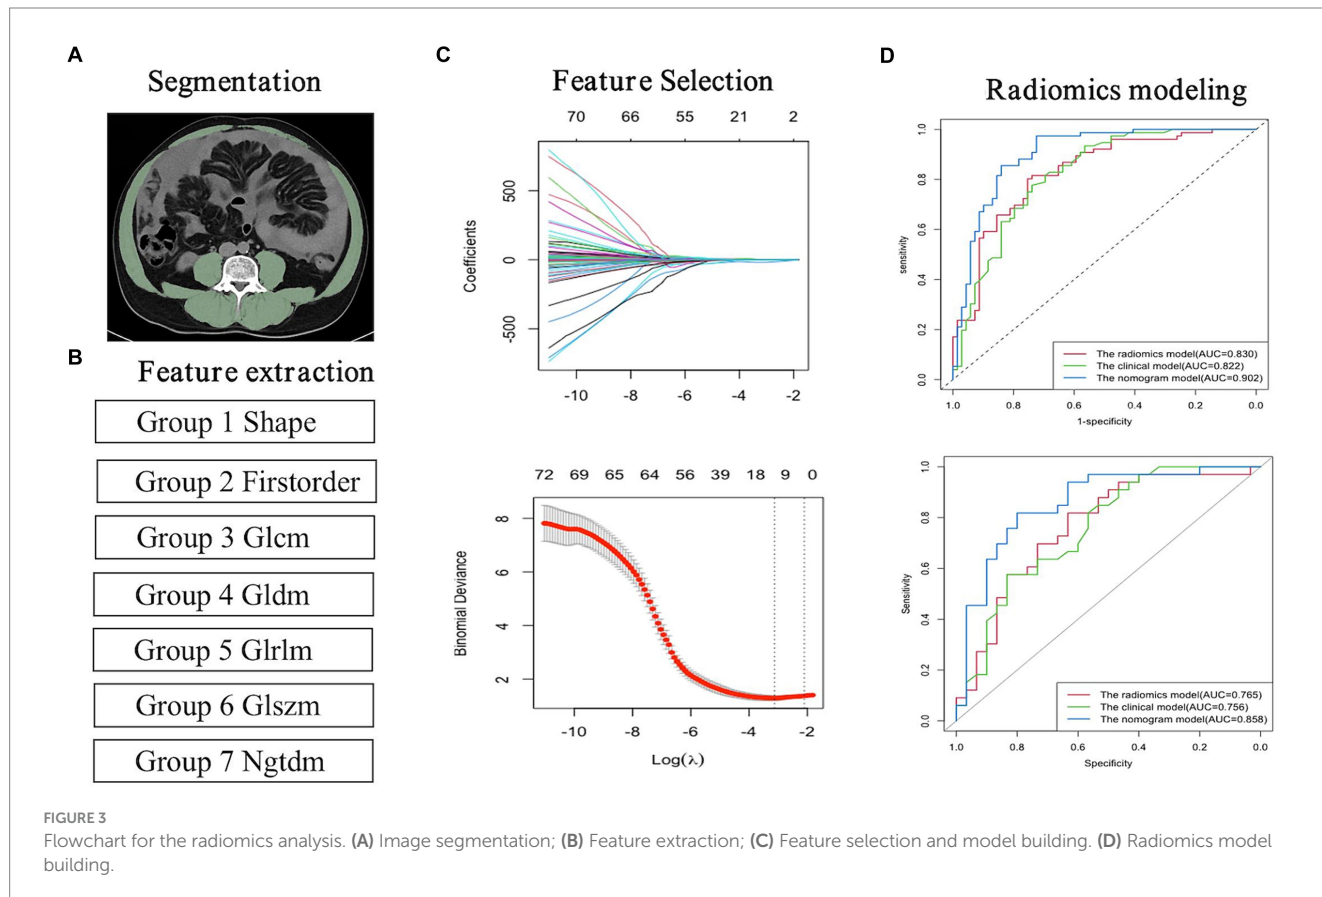 A
Segmentation
B
Feature extraction
Group 1 Shape
Group 2 Firstorder
Group 3 Glcm
Group 4 Gldm
Group 5 Glrlm
Group 6 Glszm
Group 7 Ngtdm
C
Feature Selection
70 66 55 21 2
500
0
-500
Coefficients
-10 -8 -6 -4 -2
72 69 65 64 56 39 18 9 0
8
6
4
2
Binomial Deviance
-10 -8 -6 -4 -2
Log(λ)
D
Radiomics modeling
1.0
0.8
0.6
0.4
0.2
0.0
sensitivity
The radiomics model(AUC=0.830)
The clinical model(AUC=0.822)
The nomogram model(AUC=0.902)
1.0 0.8 0.6 0.4 0.2 0.0
1-specificity
1.0
0.8
0.6
0.4
0.2
0.0
Sensitivity
The radiomics model(AUC=0.765)
The clinical model(AUC=0.756)
The nomogram model(AUC=0.858)
1.0 0.8 0.6 0.4 0.2 0.0
Specificity
FIGURE 3
Flowchart for the radiomics analysis. (A) Image segmentation; (B) Feature extraction; (C) Feature selection and model building. (D) Radiomics model
building.